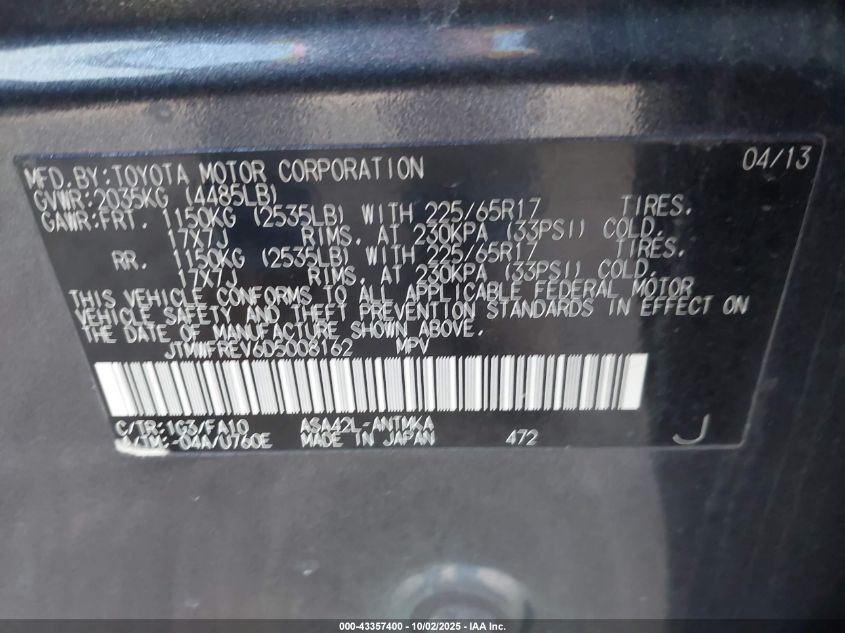 MFD.BY:TOYOTA MOTOR CORPORATION 04/13
GVWR:2035KG (4485LB)
GAWR:FRT. 1150KG (2535LB) WITH 225/65R17 TIRES.
17X7J RIMS, AT 230KPA (33PSI) COLD.
RR. 1150KG (2535LB) WITH 225/65R17 TIRES.
17X7J RIMS, AT 230KPA (33PSI) COLD.
THIS VEHICLE CONFORMS TO ALL APPLICABLE FEDERAL MOTOR
VEHICLE SAFETY AND THEFT PREVENTION STANDARDS IN EFFECT ON
THE DATE OF MANUFACTURE SHOWN ABOVE.
JTMWFREV6D5008162 MPV
C/TR:1G3/FA10 ASA42L-ANTMKA
A/TM:-04A/U760E MADE IN JAPAN 472 J
000-43357400 - 10/02/2025 - IAA Inc.